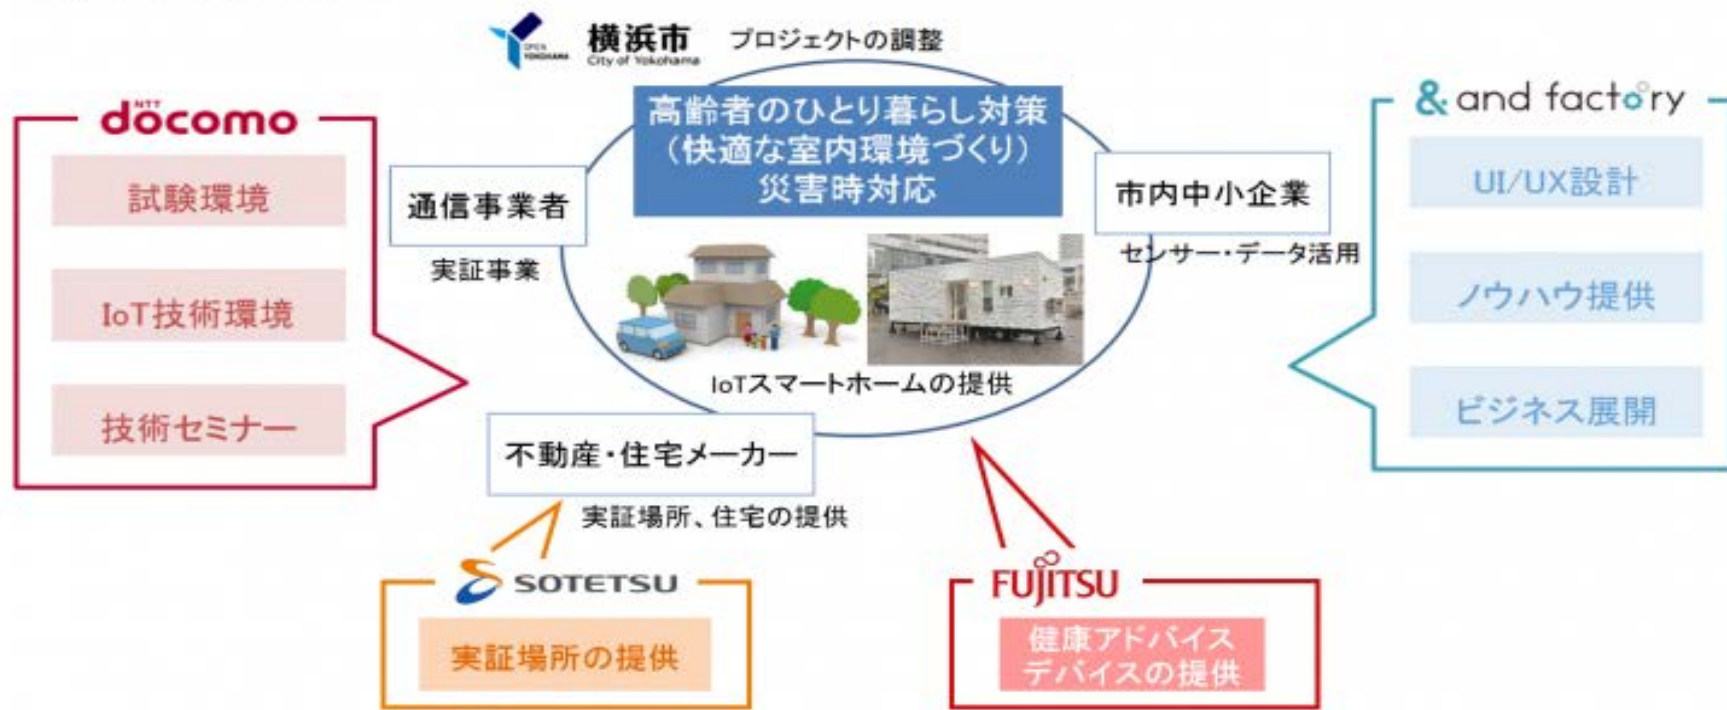 OPEN YOKOHAMA
横浜市
City of Yokohama
プロジェクトの調整
NTT
döcomo
試験環境
IoT技術環境
技術セミナー
高齢者のひとり暮らし対策
（快適な室内環境づくり）
災害時対応
通信事業者
実証事業
市内中小企業
センサー・データ活用
IoTスマートホームの提供
不動産・住宅メーカー
実証場所、住宅の提供
& and factory
UI/UX設計
ノウハウ提供
ビジネス展開
SOTETSU
実証場所の提供
FUJITSU
健康アドバイス
デバイスの提供